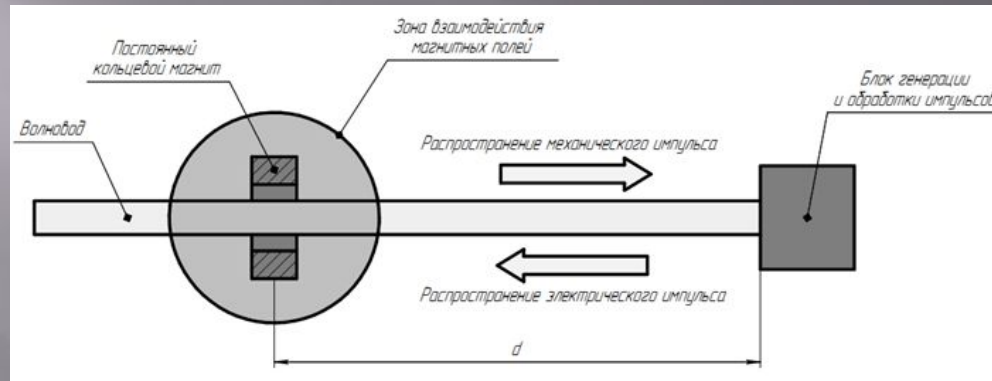 Зона взаимодействия
магнитных полей
Постоянный
кольцевой магнит
Блок генерации
и обработки импульсов
Волновод
Распространение механического импульса
Распространение электрического импульса
d